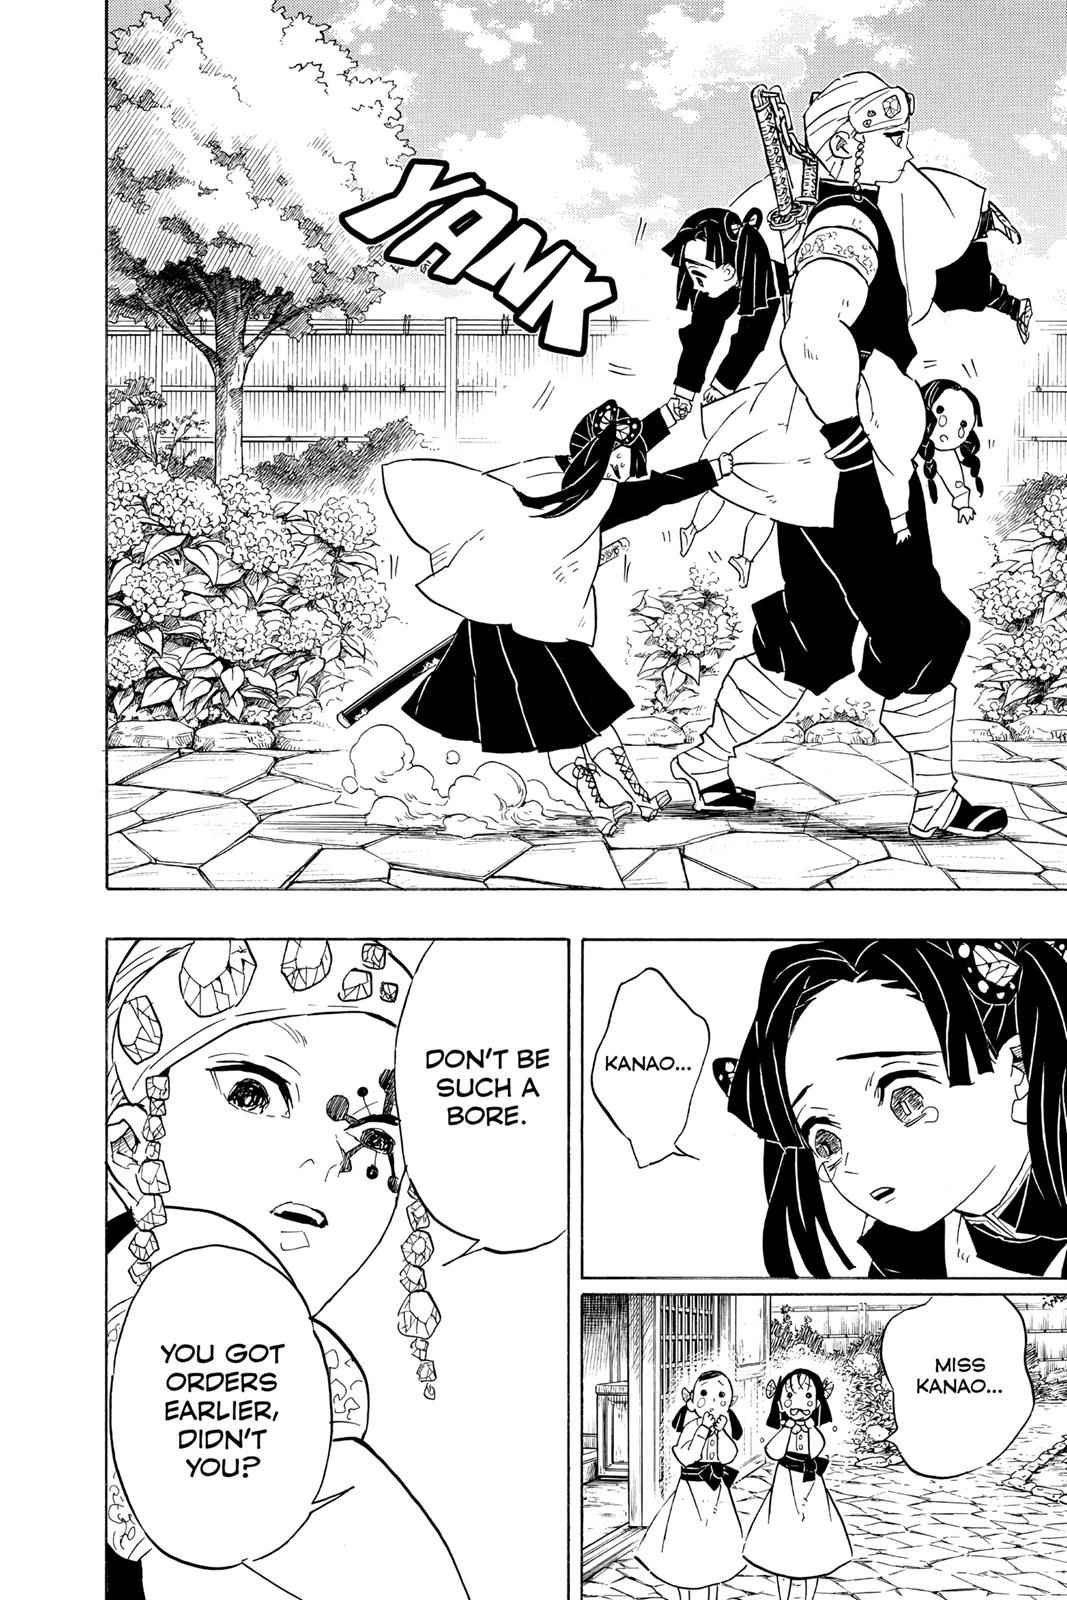 YANK
KANAO...
MISS
KANAO...
DON'T BE
SUCH A
BORE.
YOU GOT
ORDERS
EARLIER,
DIDN'T
YOU?